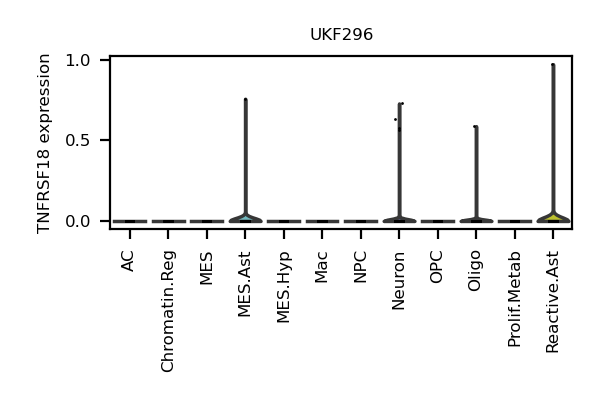 UKF296
TNFRSF18 expression
1.0
0.5
0.0
AC
Chromatin.Reg
MES
MES.Ast
MES.Hyp
Mac
NPC
Neuron
OPC
Oligo
Prolif.Metab
Reactive.Ast